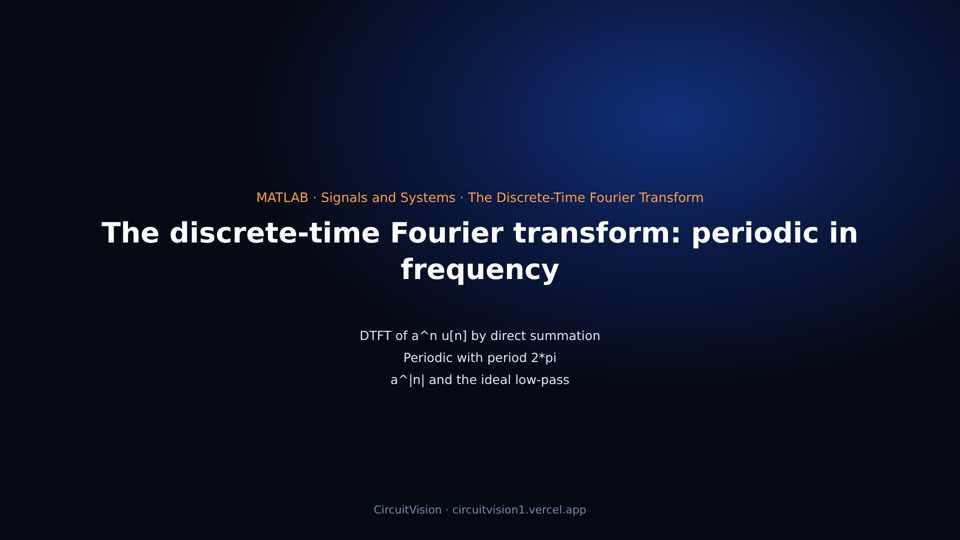 MATLAB · Signals and Systems · The Discrete-Time Fourier Transform
The discrete-time Fourier transform: periodic in
frequency
DTFT of a^n u[n] by direct summation
Periodic with period 2*pi
a^|n| and the ideal low-pass
CircuitVision · circuitvision1.vercel.app